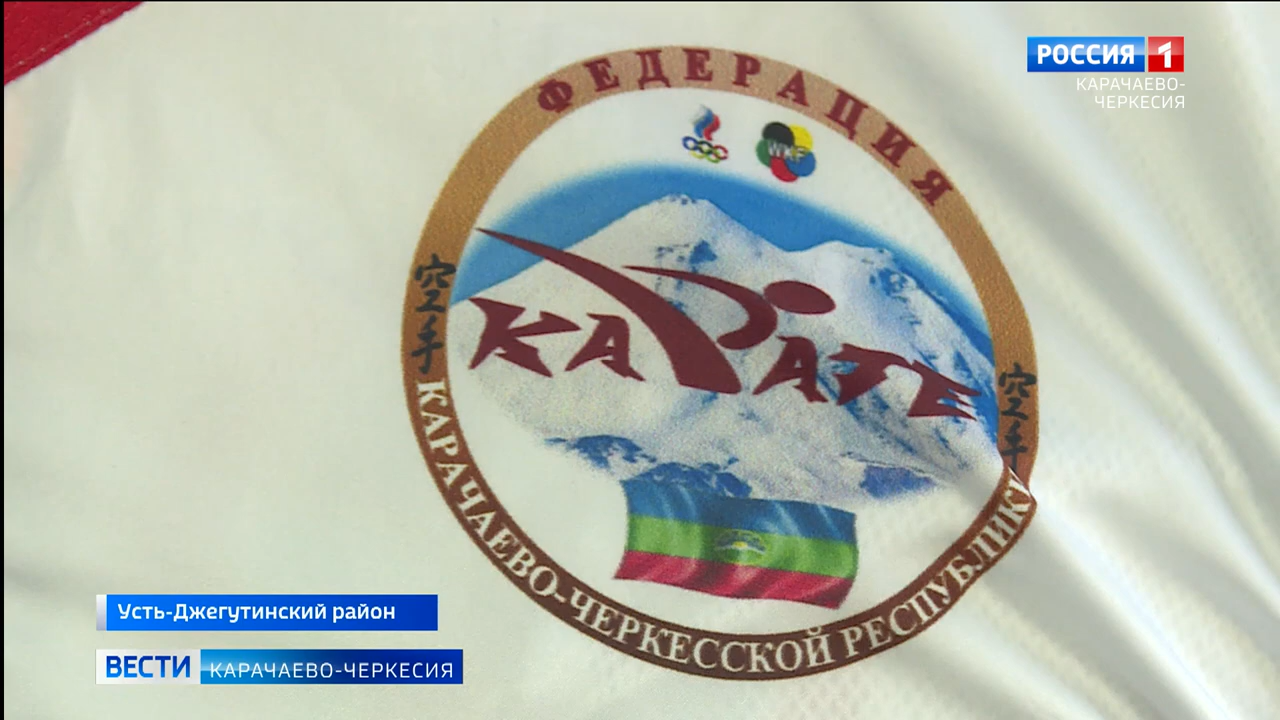 РОССИЯ 1
КАРАЧАЕВО-
ЧЕРКЕСИЯ
ФЕДЕРАЦИЯ
WKF
空手
КАРАТЕ
空手
КАРАЧАЕВО-ЧЕРКЕССКОЙ РЕСПУБЛИКИ
Усть-Джегутинский район
ВЕСТИ КАРАЧАЕВО-ЧЕРКЕСИЯ